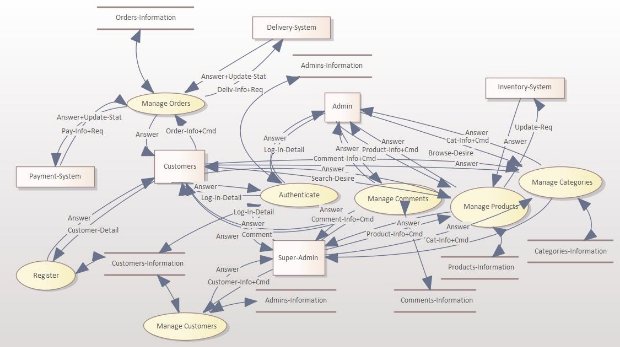 Orders-Information
Delivery-System
Admins-Information
Answer+Update-Stat
Deliv-Info+Req
Inventory-System
Manage Orders
Admin
Answer+Update-Stat
Pay-Info+Req
Answer
Order-Info+Cmd
Answer
Log-In-Detail
Answer
Product-Info+Cmd
Comment-Info+Cmd
Answer
Cat-Info+Cmd
Browse-Desire
Answer
Answer
Update-Req
Customers
Search-Desire
Payment-System
Answer
Log-In-Detail
Authenticate
Manage Comments
Manage Products
Manage Categories
Answer
Customer-Detail
Log-In-Detail
Answer
Comment-Info+Cmd
Answer
Comment
Answer
Product-Info+Cmd
Answer
Cat-Info+Cmd
Categories-Information
Register
Customers-Information
Super-Admin
Products-Information
Answer
Customer-Info+Cmd
Admins-Information
Comments-Information
Manage Customers